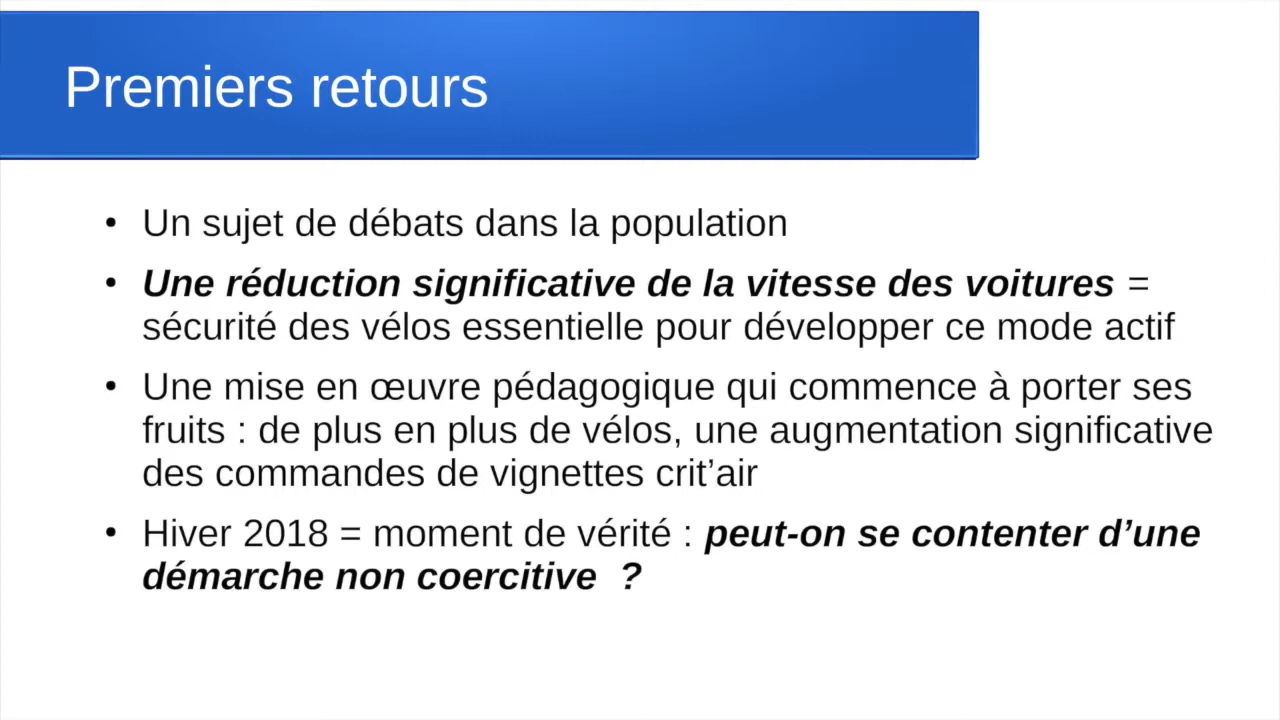 Premiers retours
• Un sujet de débats dans la population
• Une réduction significative de la vitesse des voitures =
sécurité des vélos essentielle pour développer ce mode actif
• Une mise en œuvre pédagogique qui commence à porter ses
fruits : de plus en plus de vélos, une augmentation significative
des commandes de vignettes crit’air
• Hiver 2018 = moment de vérité : peut-on se contenter d’une
démarche non coercitive  ?